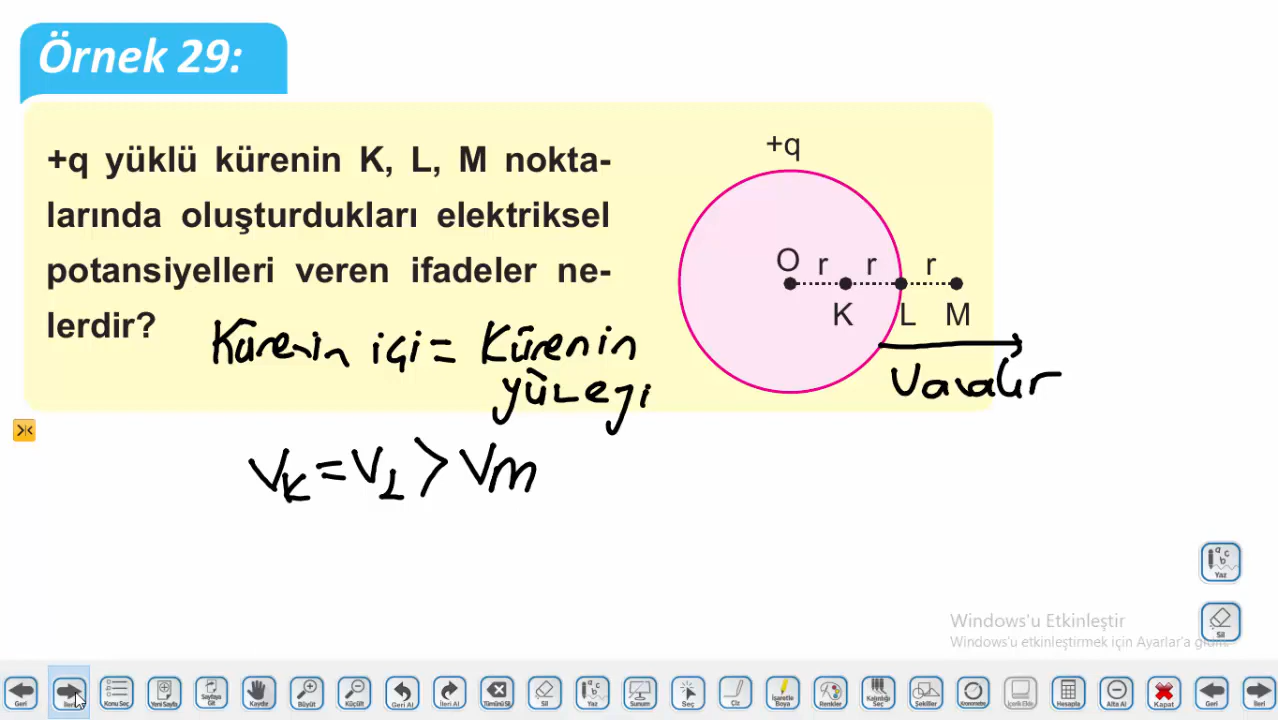 Örnek 29:
+q yüklü kürenin K, L, M nokta-
larında oluşturdukları elektriksel
potansiyelleri veren ifadeler ne-
lerdir?
Kürenin içi = Kürenin
yüzeyi
+q
O r r r
K L M
V azalır
VK = VL > VM
Yaz
Sil
Windows'u Etkinleştir
Windows'u etkinleştirmek için Ayarlar'a gidin.
Geri İleri Konu Seç Yeni Sayfa Sayfaya Git Kaydır Büyüt Küçült Geri Al İleri Al Tümünü Sil Sil Yaz Sunum Seç Çiz İşaretle Boya Renkler Kalınlığı Seç Şekiller Kronometre İçerik Ekle Hesapla Alta Al Kapat Geri İleri